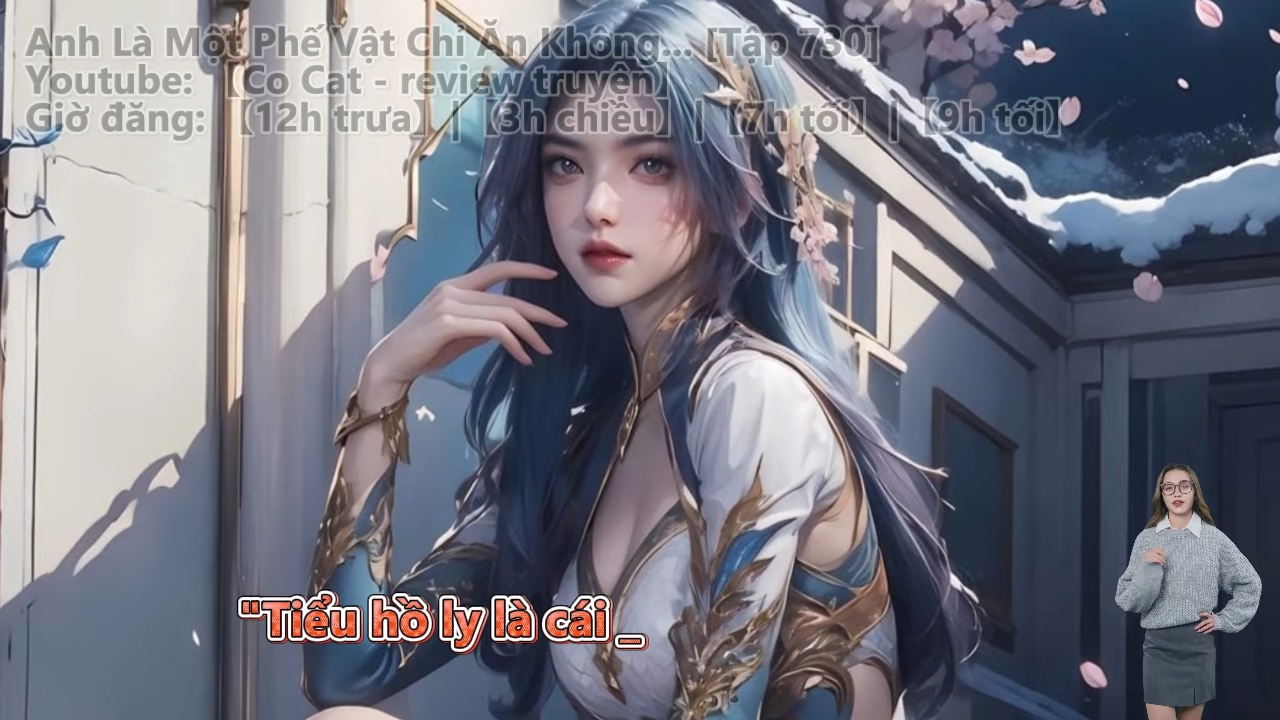 Anh Là Một Phế Vật Chỉ Ăn Không... [Tập 730]
Youtube: 【Co Cat - review truyện】
Giờ đăng: 【12h trưa】 | 【3h chiều】 | 【7h tối】 | 【9h tối】
"Tiểu hồ ly là cái _